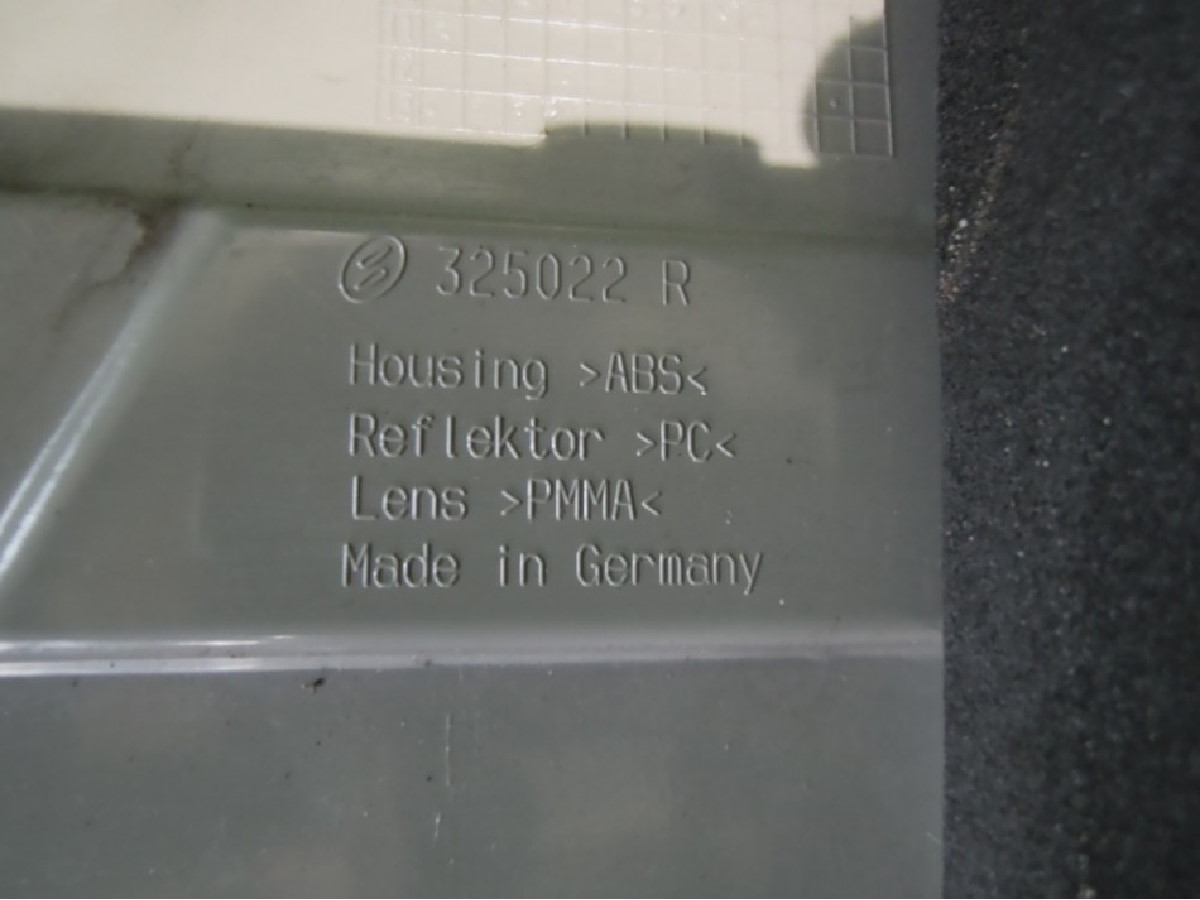 325022 R
Housing >ABS<
Reflektor >PC<
Lens >PMMA<
Made in Germany